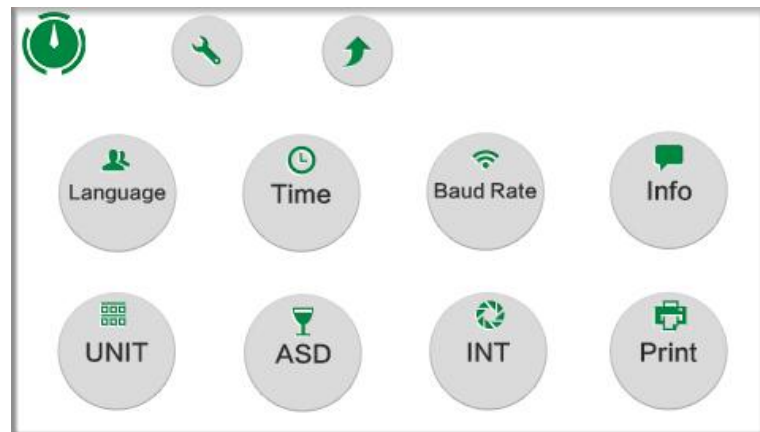 Language
Time
Baud Rate
Info
UNIT
ASD
INT
Print